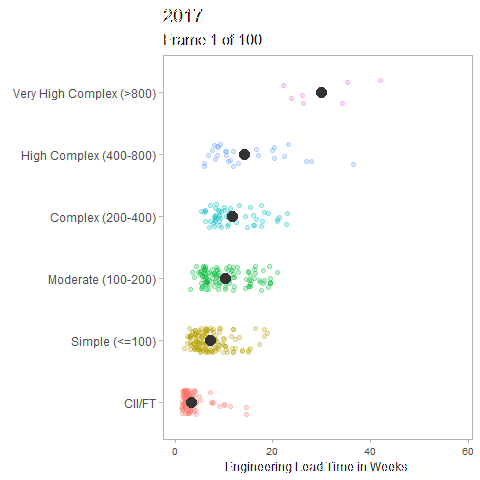 2017
Frame 1 of 100
Very High Complex (>800)
High Complex (400-800)
Complex (200-400)
Moderate (100-200)
Simple (<=100)
CII/FT
0 20 40 60
Engineering Lead Time in Weeks